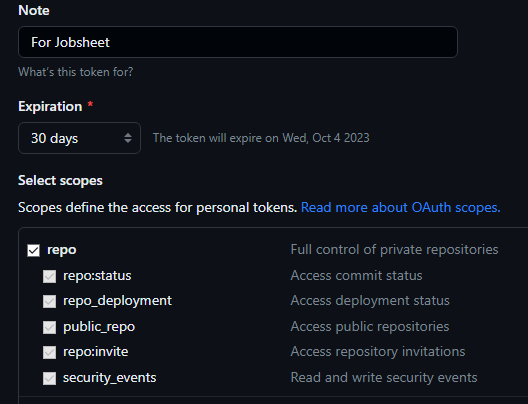 Note
For Jobsheet
What's this token for?
Expiration *
30 days The token will expire on Wed, Oct 4 2023
Select scopes
Scopes define the access for personal tokens. Read more about OAuth scopes.
repo Full control of private repositories
repo:status Access commit status
repo_deployment Access deployment status
public_repo Access public repositories
repo:invite Access repository invitations
security_events Read and write security events